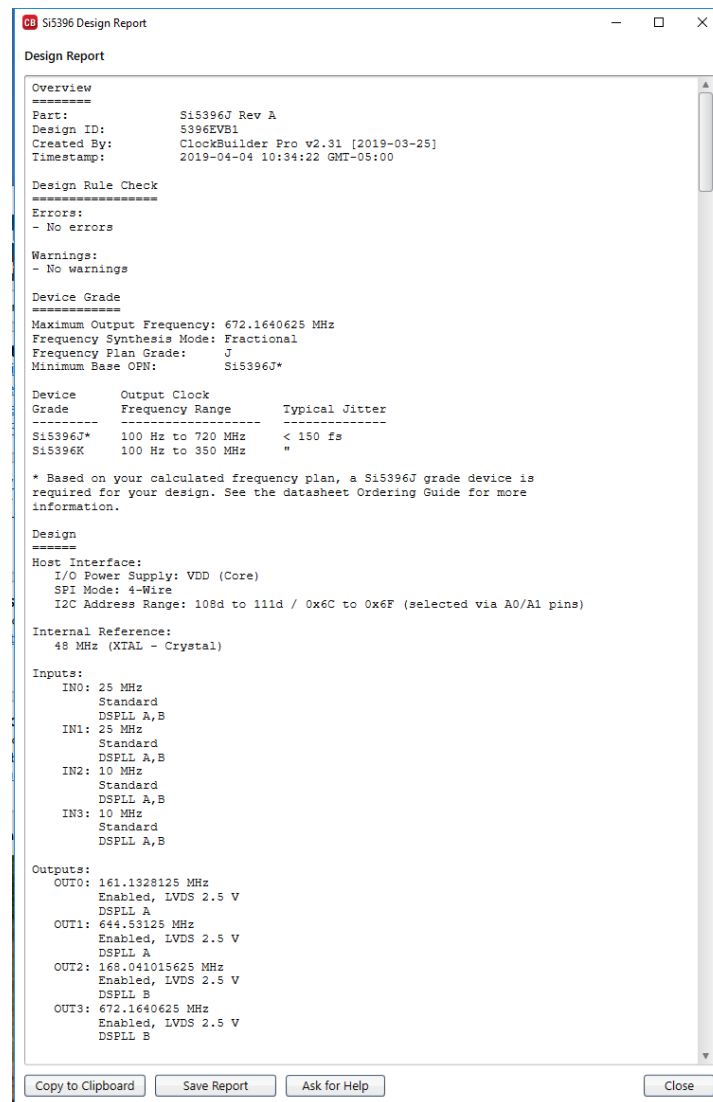 CB Si5396 Design Report
Design Report
Overview
========
Part: Si5396J Rev A
Design ID: 5396EVB1
Created By: ClockBuilder Pro v2.31 [2019-03-25]
Timestamp: 2019-04-04 10:34:22 GMT-05:00
Design Rule Check
=================
Errors:
- No errors
Warnings:
- No warnings
Device Grade
============
Maximum Output Frequency: 672.1640625 MHz
Frequency Synthesis Mode: Fractional
Frequency Plan Grade: J
Minimum Base OPN: Si5396J*
Device Output Clock
Grade Frequency Range Typical Jitter
--------- ------------------- --------------
Si5396J* 100 Hz to 720 MHz < 150 fs
Si5396K 100 Hz to 350 MHz "
* Based on your calculated frequency plan, a Si5396J grade device is
required for your design. See the datasheet Ordering Guide for more
information.
Design
======
Host Interface:
I/O Power Supply: VDD (Core)
SPI Mode: 4-Wire
I2C Address Range: 108d to 111d / 0x6C to 0x6F (selected via A0/A1 pins)
Internal Reference:
48 MHz (XTAL - Crystal)
Inputs:
IN0: 25 MHz
Standard
DSPLL A,B
IN1: 25 MHz
Standard
DSPLL A,B
IN2: 10 MHz
Standard
DSPLL A,B
IN3: 10 MHz
Standard
DSPLL A,B
Outputs:
OUT0: 161.1328125 MHz
Enabled, LVDS 2.5 V
DSPLL A
OUT1: 644.53125 MHz
Enabled, LVDS 2.5 V
DSPLL A
OUT2: 168.041015625 MHz
Enabled, LVDS 2.5 V
DSPLL B
OUT3: 672.1640625 MHz
Enabled, LVDS 2.5 V
DSPLL B
Copy to Clipboard Save Report Ask for Help Close